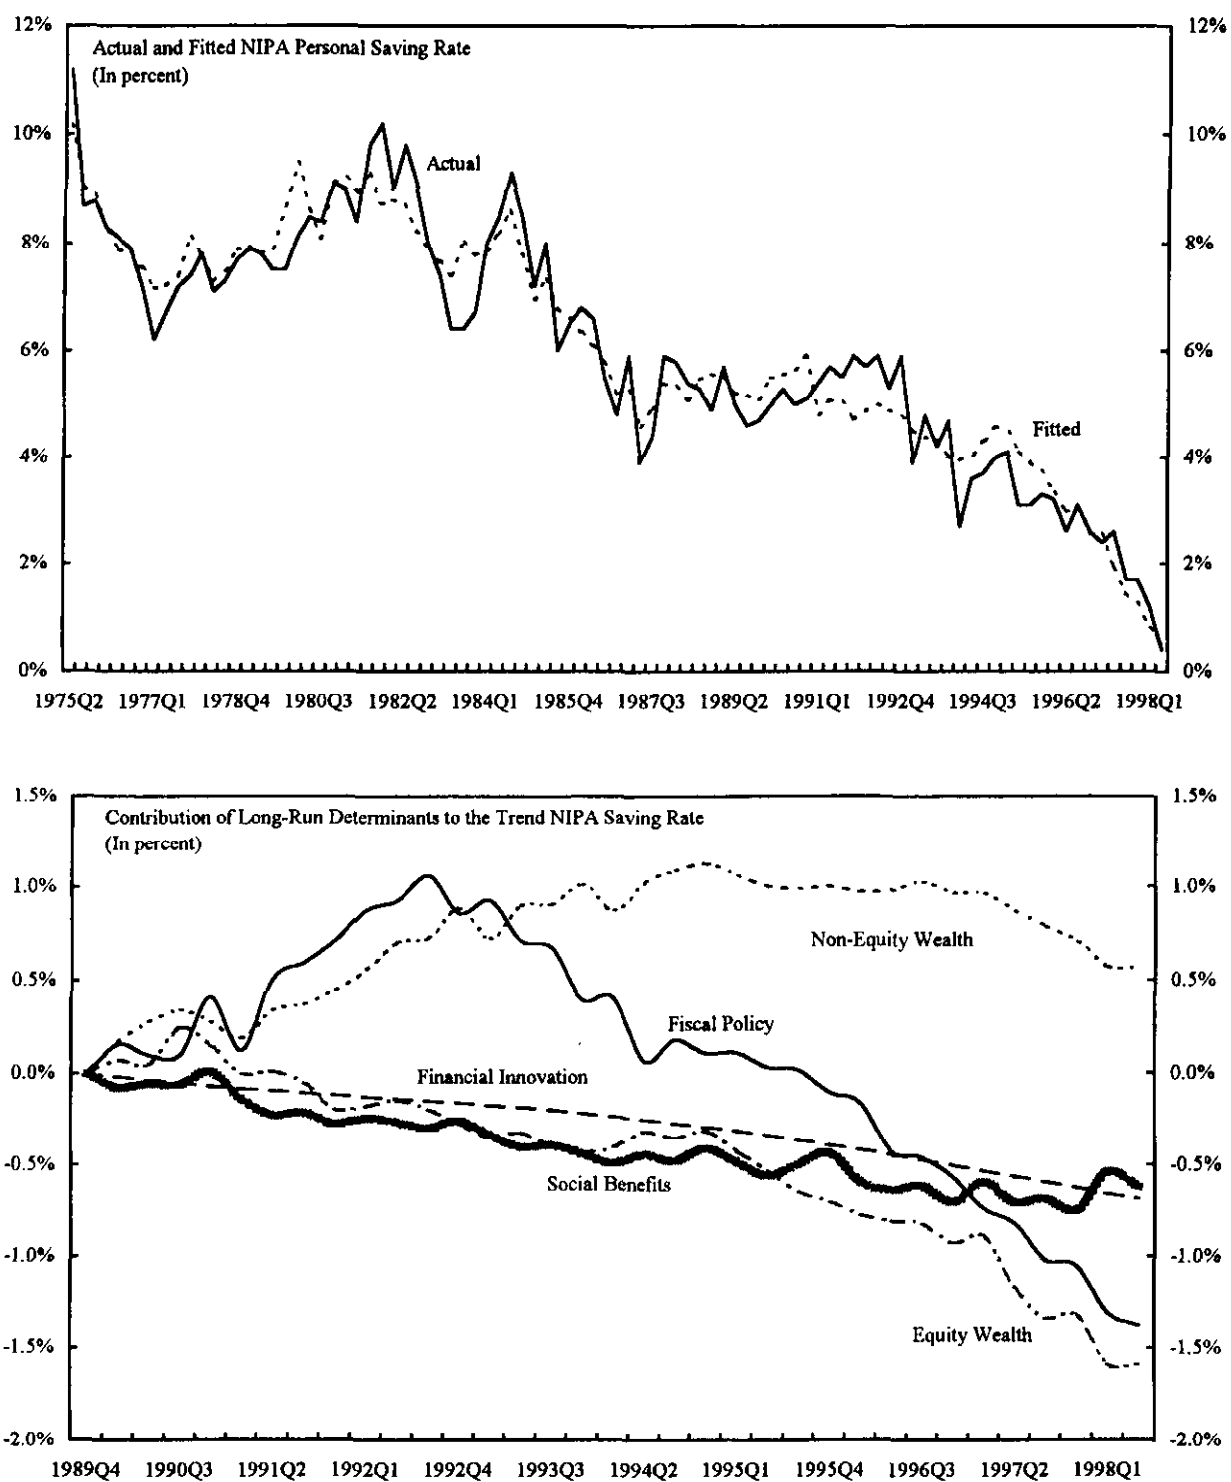 12% 12%
Actual and Fitted NIPA Personal Saving Rate
(In percent)
10% 10%
Actual
8% 8%
6% 6%
Fitted
4% 4%
2% 2%
0% 0%
1975Q2 1977Q1 1978Q4 1980Q3 1982Q2 1984Q1 1985Q4 1987Q3 1989Q2 1991Q1 1992Q4 1994Q3 1996Q2 1998Q1
1.5% 1.5%
Contribution of Long-Run Determinants to the Trend NIPA Saving Rate
(In percent)
1.0% 1.0%
Non-Equity Wealth
0.5% 0.5%
Fiscal Policy
0.0% 0.0%
Financial Innovation
-0.5% -0.5%
Social Benefits
-1.0% -1.0%
Equity Wealth
-1.5% -1.5%
-2.0% -2.0%
1989Q4 1990Q3 1991Q2 1992Q1 1992Q4 1993Q3 1994Q2 1995Q1 1995Q4 1996Q3 1997Q2 1998Q1